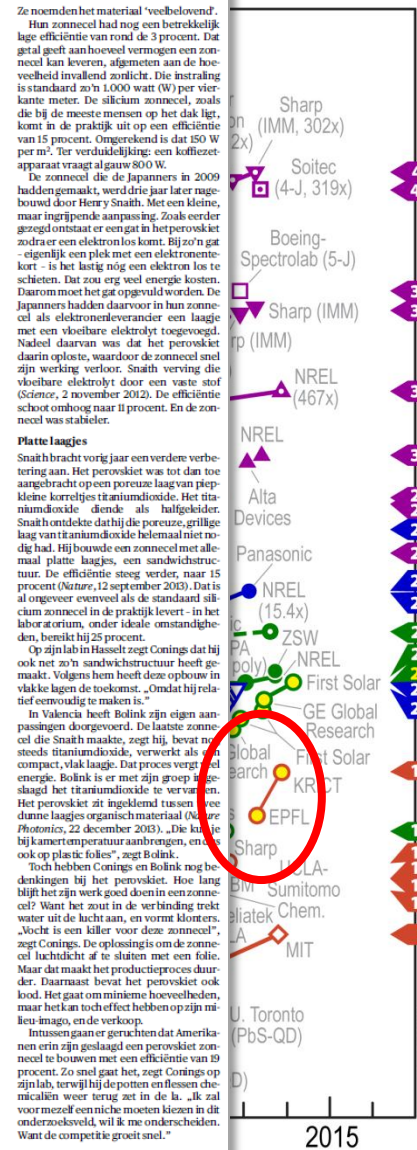 Ze noemden het materiaal ‘veelbelovend’.
Hun zonnecel had nog een betrekkelijk
lage efficiëntie van rond de 3 procent. Dat
getal geeft aan hoeveel vermogen een zon-
necel kan leveren, afgemeten aan de hoe-
veelheid invallend zonlicht. Die instraling
is standaard zo’n 1.000 watt (W) per vier-
kante meter. De silicium zonnecel, zoals
die bij de meeste mensen op het dak ligt,
komt in de praktijk uit op een efficiëntie
van 15 procent. Omgerekend is dat 150 W
per m². Ter verduidelijking: een koffiezet-
apparaat vraagt al gauw 800 W.
De zonnecel die de Japanners in 2009
hadden gemaakt, werd drie jaar later nage-
bouwd door Henry Snaith. Met een kleine,
maar ingrijpende aanpassing. Zoals eerder
gezegd ontstaat er een gat in het perovskiet
zodra er een elektron los komt. Bij zo’n gat
- eigenlijk een plek met een elektronente-
kort - is het lastig nóg een elektron los te
schieten. Dat zou erg veel energie kosten.
Daarom moet het gat opgevuld worden. De
Japanners hadden daarvoor in hun zonne-
cel als elektronenleverancier een laagje
met een vloeibare elektrolyt toegevoegd.
Nadeel daarvan was dat het perovskiet
daarin oploste, waardoor de zonnecel snel
zijn werking verloor. Snaith verving die
vloeibare elektrolyt door een vaste stof
(Science, 2 november 2012). De efficiëntie
schoot omhoog naar 11 procent. En de zon-
necel was stabieler.
Platte laagjes
Snaith bracht vorig jaar een verdere verbe-
tering aan. Het perovskiet was tot dan toe
aangebracht op een poreuze laag van piep-
kleine korreltjes titaniumdioxide. Het tita-
niumdioxide diende als halfgeleider.
Snaith ontdekte dat hij die poreuze, grillige
laag van titaniumdioxide helemaal niet no-
dig had. Hij bouwde een zonnecel met alle-
maal platte laagjes, een sandwichstruc-
tuur. De efficiëntie steeg verder, naar 15
procent (Nature, 12 september 2013). Dat is
al ongeveer evenveel als de standaard sili-
cium zonnecel in de praktijk levert - in het
laboratorium, onder ideale omstandighe-
den, bereikt hij 25 procent.
Op zijn lab in Hasselt zegt Conings dat hij
ook net zo’n sandwichstructuur heeft ge-
maakt. Volgens hem heeft deze opbouw in
vlakke lagen de toekomst. „Omdat hij rela-
tief eenvoudig te maken is.”
In Valencia heeft Bolink zijn eigen aan-
passingen doorgevoerd. De laatste zonne-
cel die Snaith maakte, zegt hij, bevat nog
steeds titaniumdioxide, verwerkt als een
compact, vlak laagje. Dat proces vergt veel
energie. Bolink is er met zijn groep in ge-
slaagd het titaniumdioxide te vervangen.
Het perovskiet zit ingeklemd tussen twee
dunne laagjes organisch materiaal (Nature
Photonics, 22 december 2013). „Die kun je
bij kamertemperatuur aanbrengen, en dus
ook op plastic folies”, zegt Bolink.
Toch hebben Conings en Bolink nog be-
denkingen bij het perovskiet. Hoe lang
blijft het zijn werk goed doen in een zonne-
cel? Want het zout in de verbinding trekt
water uit de lucht aan, en vormt klonters.
„Vocht is een killer voor deze zonnecel”,
zegt Conings. De oplossing is om de zonne-
cel luchtdicht af te sluiten met een folie.
Maar dat maakt het productieproces duur-
der. Daarnaast bevat het perovskiet ook
lood. Het gaat om minieme hoeveelheden,
maar het kan toch effect hebben op zijn mi-
lieu-imago, en de verkoop.
Intussen gaan er geruchten dat Amerika-
nen erin zijn geslaagd een perovskiet zon-
necel te bouwen met een efficiëntie van 19
procent. Zo snel gaat het, zegt Conings op
zijn lab, terwijl hij de potten en flessen che-
micaliën weer terug zet in de la. „Ik zal
voor mezelf een niche moeten kiezen in dit
onderzoeksveld, wil ik me onderscheiden.
Want de competitie groeit snel.”
Sharp
(IMM, 302x)
2x)
Soitec
(4-J, 319x)
Boeing-
Spectrolab (5-J)
Sharp (IMM)
rp (IMM)
NREL
(467x)
NREL
Alta
Devices
Panasonic
NREL
(15.4x)
ZSW
PA
poly)
NREL
First Solar
GE Global
Research
First Solar
Global
earch)
KRICT
EPFL
Sharp
UCLA-
Sumitomo
Chem.
BM
eliatek
LA
MIT
U. Toronto
(PbS-QD)
D)
2015